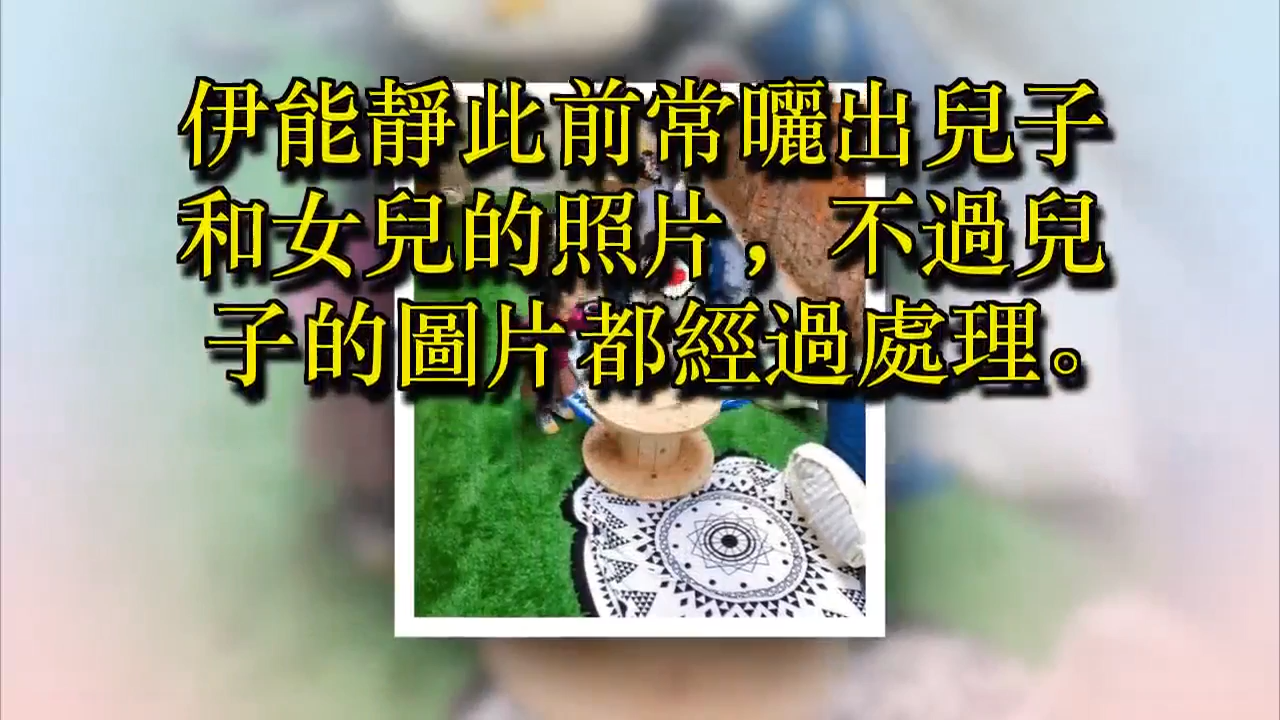 伊能靜此前常曬出兒子
和女兒的照片，不過兒
子的圖片都經過處理。